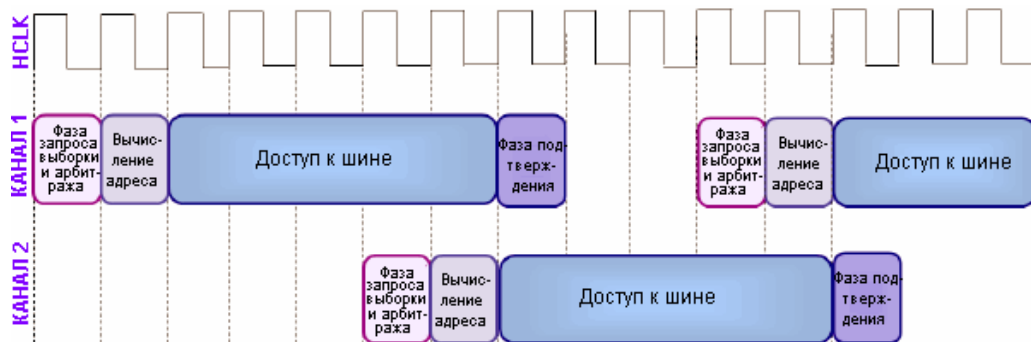 HCLK
КАНАЛ 1
Фаза
запроса
выборки
и арбит-
ража
Вычис-
ление
адреса
Доступ к шине
Фаза под-
тверж-
дения
Фаза
запроса
выборки
и арбит-
ража
Вычис-
ление
адреса
Доступ к шине
КАНАЛ 2
Фаза
запроса
выборки
и арбит-
ража
Вычис-
ление
адреса
Доступ к шине
Фаза под-
тверж-
дения